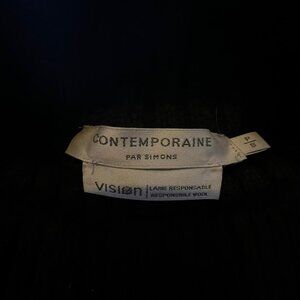 CONTEMPORAINE
PAR SIMONS
P
VISION
LAINE RESPONSABLE
RESPONSIBLE WOOL